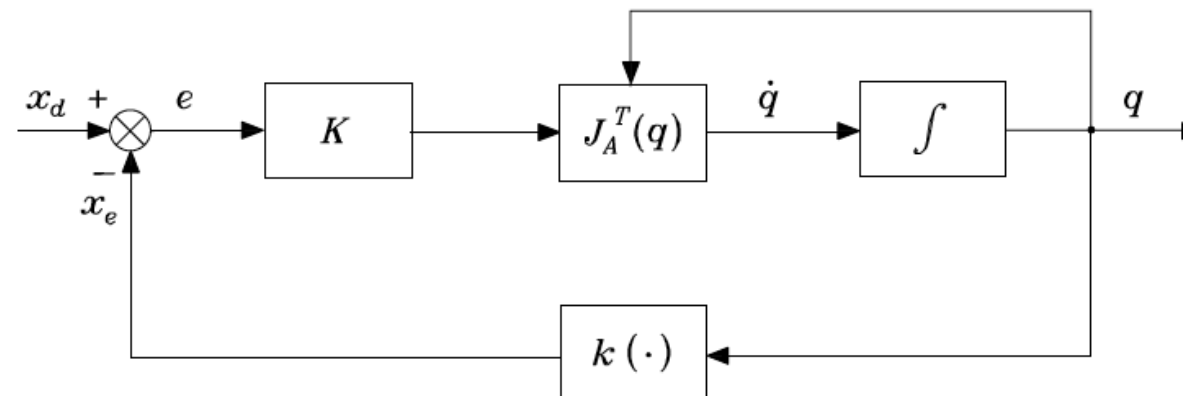 x_d + e K J_A^T(q) q̇ ∫ q
−
x_e
k (·)